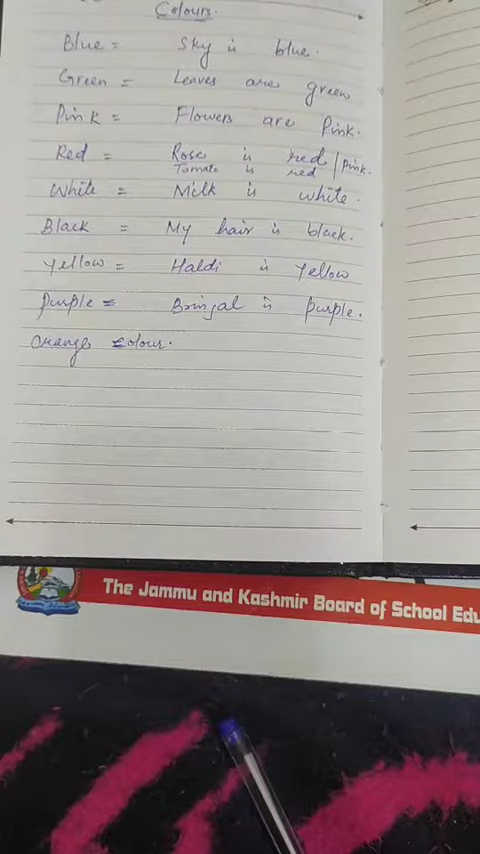 Colours.
Blue = Sky is blue.
Green = Leaves are green
Pink = Flowers are Pink.
Red = Rose is red / Pink.
Tomato is red
White = Milk is white.
Black = My hair is black.
Yellow = Haldi is Yellow
Purple = Brinjal is purple.
Orange colour.
The Jammu and Kashmir Board of School Edu